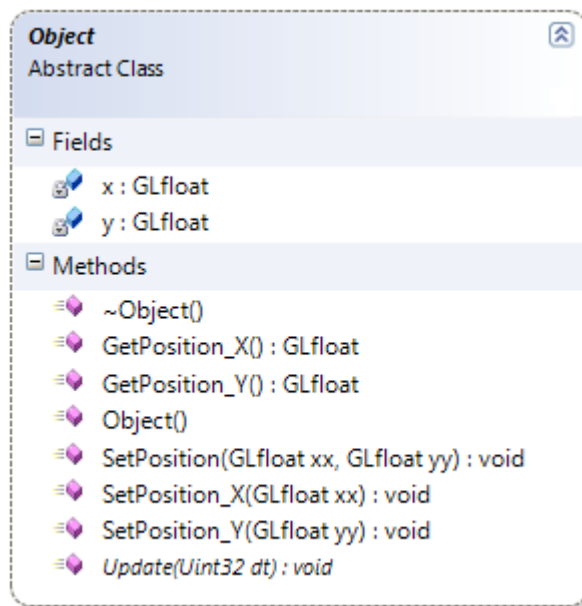 Object
Abstract Class
Fields
x : GLfloat
y : GLfloat
Methods
~Object()
GetPosition_X() : GLfloat
GetPosition_Y() : GLfloat
Object()
SetPosition(GLfloat xx, GLfloat yy) : void
SetPosition_X(GLfloat xx) : void
SetPosition_Y(GLfloat yy) : void
Update(Uint32 dt) : void